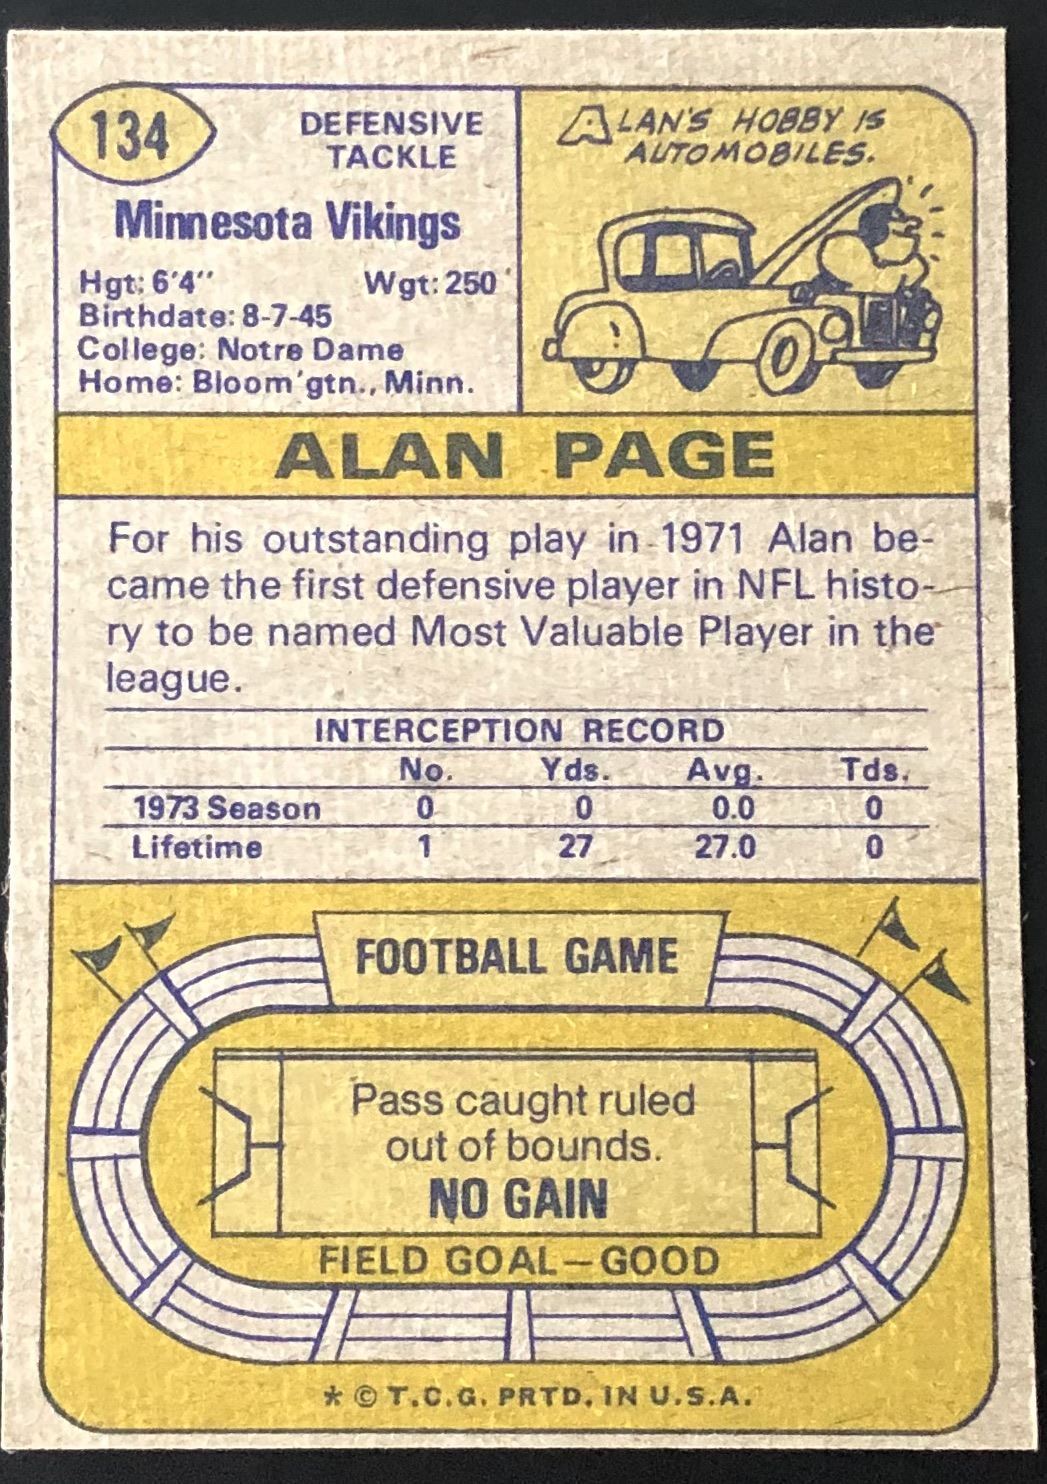 134
DEFENSIVE
TACKLE
Minnesota Vikings
Hgt: 6'4" Wgt: 250
Birthdate: 8-7-45
College: Notre Dame
Home: Bloom'gtn., Minn.
ALAN'S HOBBY IS
AUTOMOBILES.
ALAN PAGE
For his outstanding play in 1971 Alan be-
came the first defensive player in NFL histo-
ry to be named Most Valuable Player in the
league.
INTERCEPTION RECORD
No. Yds. Avg. Tds.
1973 Season 0 0 0.0 0
Lifetime 1 27 27.0 0
FOOTBALL GAME
Pass caught ruled
out of bounds.
NO GAIN
FIELD GOAL—GOOD
* © T.C.G. PRTD. IN U.S.A.